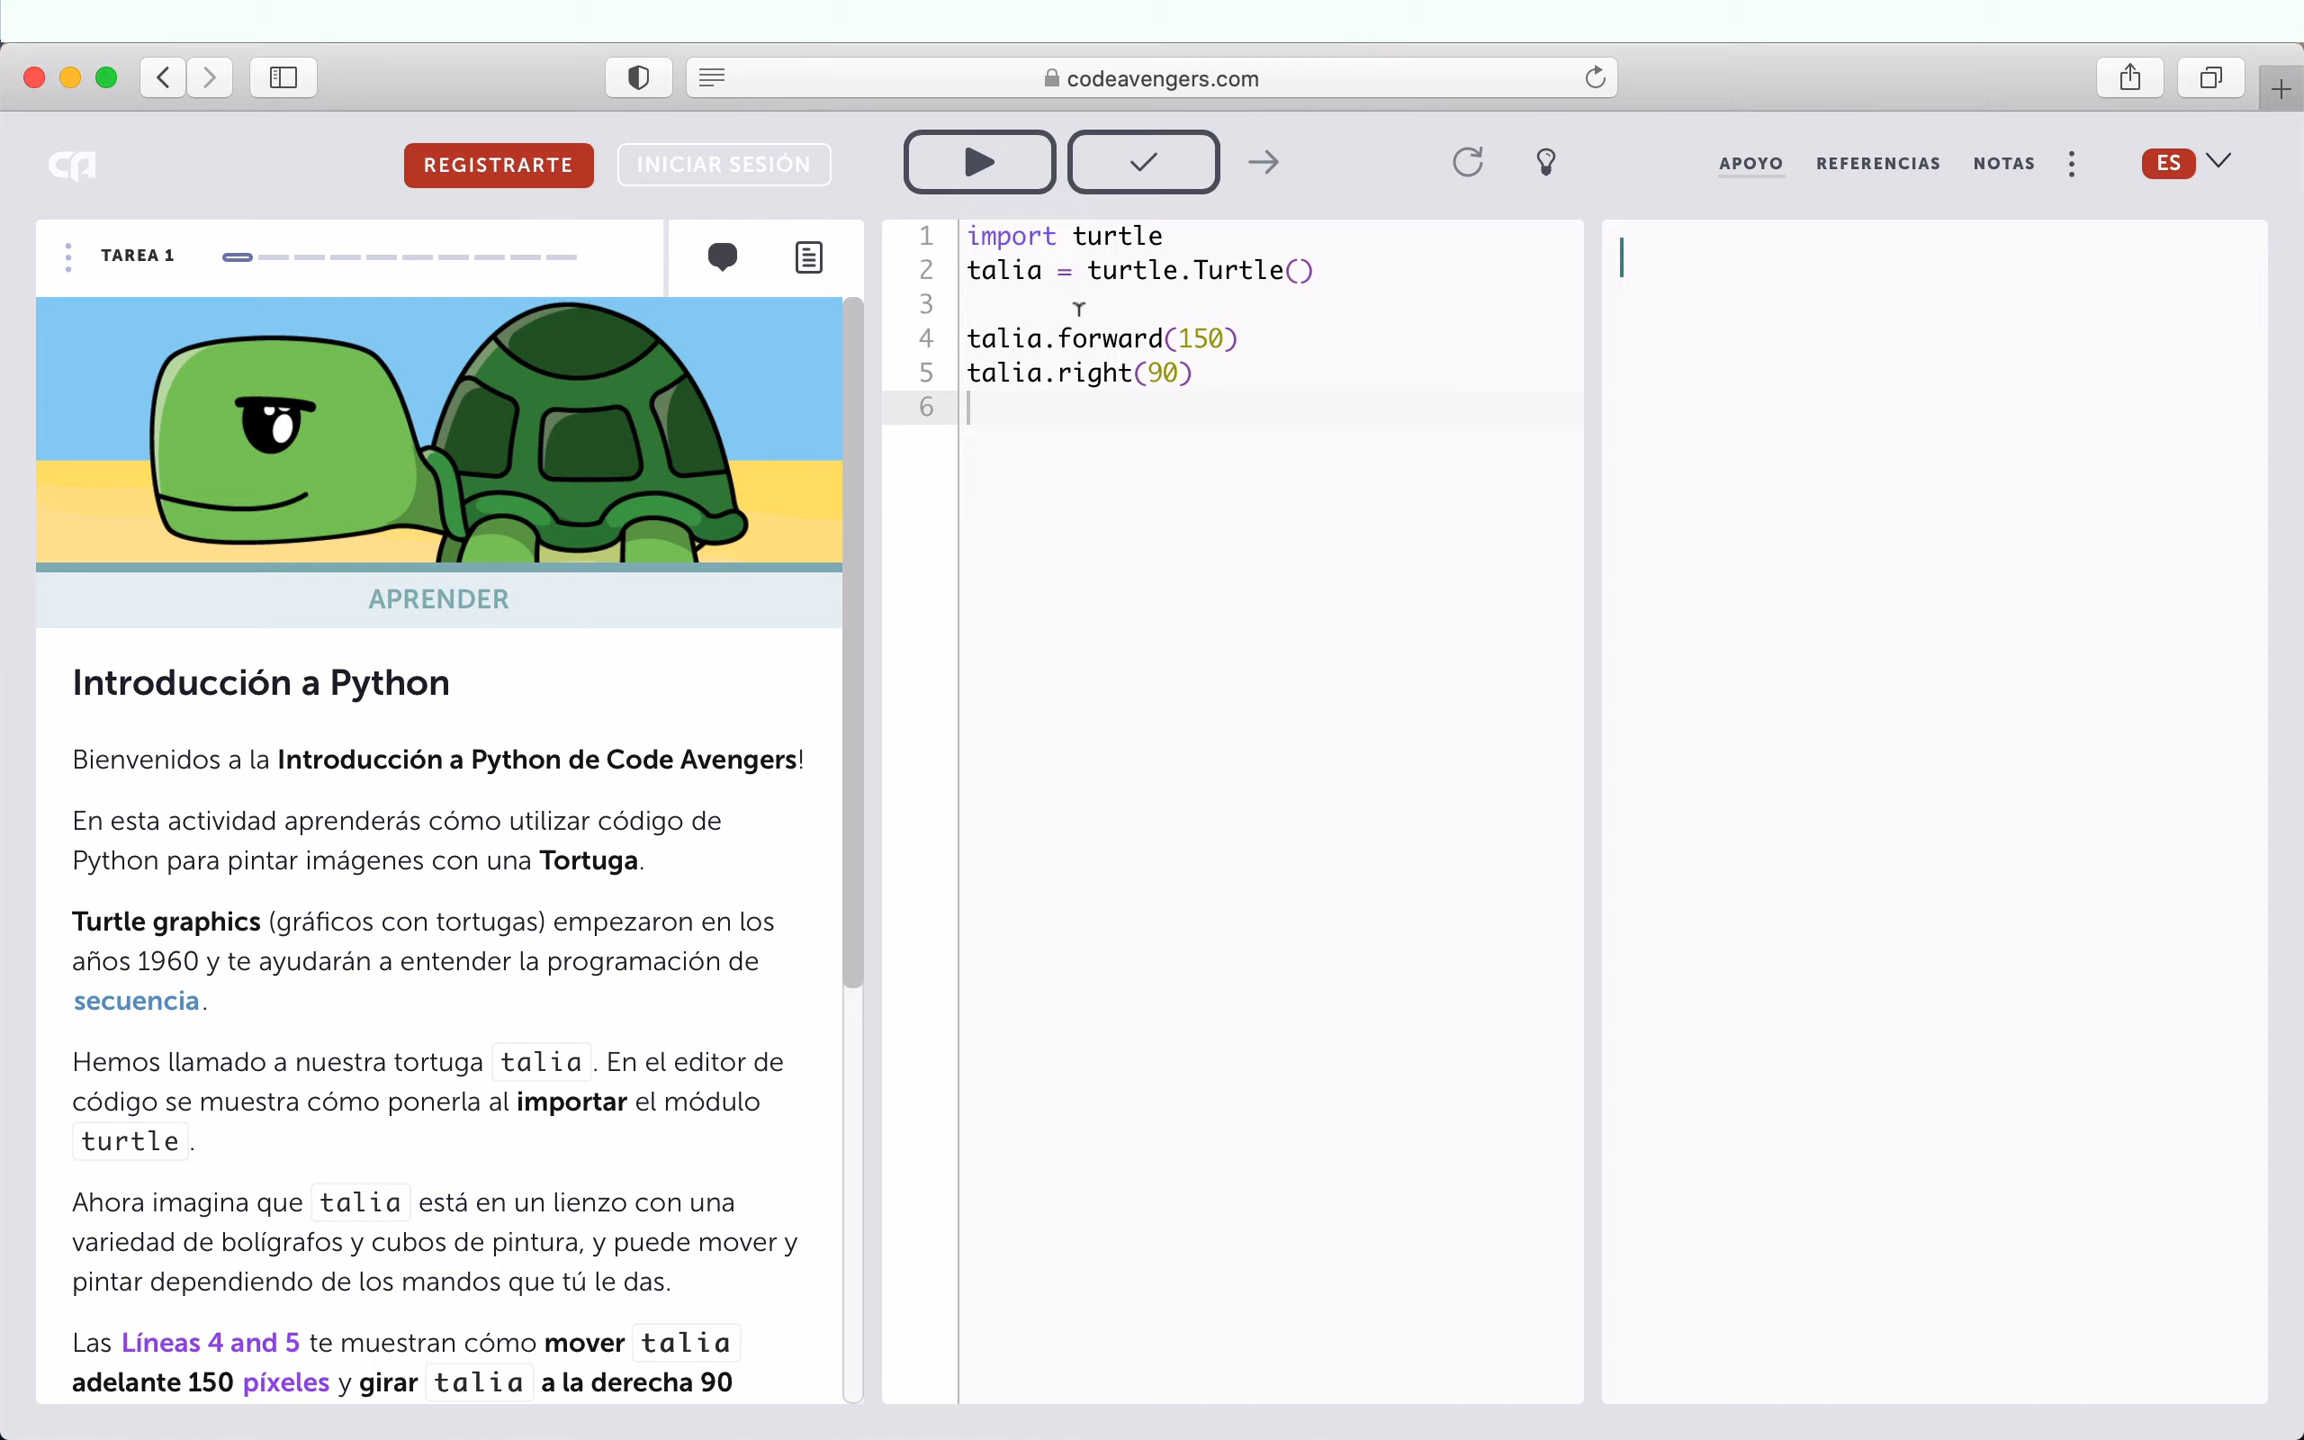 codeavengers.com
CA
REGISTRARTE
INICIAR SESIÓN
APOYO
REFERENCIAS
NOTAS
ES
TAREA 1
APRENDER
Introducción a Python
Bienvenidos a la Introducción a Python de Code Avengers!
En esta actividad aprenderás cómo utilizar código de
Python para pintar imágenes con una Tortuga.
Turtle graphics (gráficos con tortugas) empezaron en los
años 1960 y te ayudarán a entender la programación de
secuencia.
Hemos llamado a nuestra tortuga talia. En el editor de
código se muestra cómo ponerla al importar el módulo
turtle.
Ahora imagina que talia está en un lienzo con una
variedad de bolígrafos y cubos de pintura, y puede mover y
pintar dependiendo de los mandos que tú le das.
Las Líneas 4 and 5 te muestran cómo mover talia
adelante 150 píxeles y girar talia a la derecha 90
1 import turtle
2 talia = turtle.Turtle()
3
4 talia.forward(150)
5 talia.right(90)
6